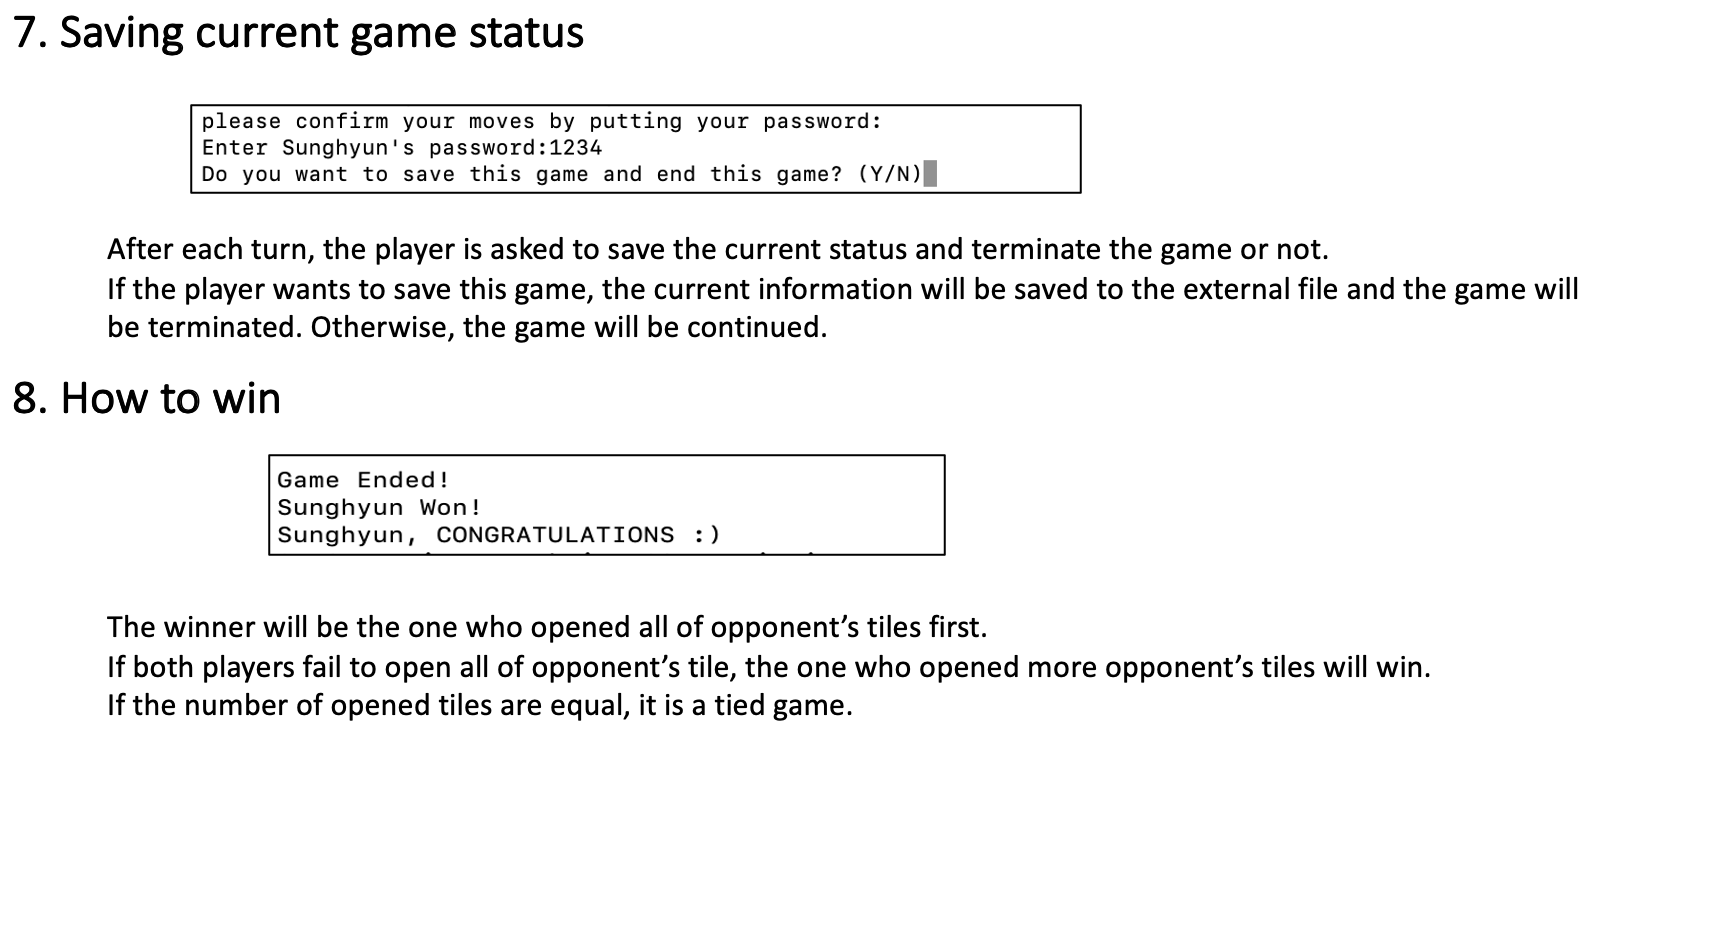 7. Saving current game status
please confirm your moves by putting your password:
Enter Sunghyun's password:1234
Do you want to save this game and end this game? (Y/N)
After each turn, the player is asked to save the current status and terminate the game or not.
If the player wants to save this game, the current information will be saved to the external file and the game will
be terminated. Otherwise, the game will be continued.
8. How to win
Game Ended!
Sunghyun Won!
Sunghyun, CONGRATULATIONS :)
The winner will be the one who opened all of opponent’s tiles first.
If both players fail to open all of opponent’s tile, the one who opened more opponent’s tiles will win.
If the number of opened tiles are equal, it is a tied game.